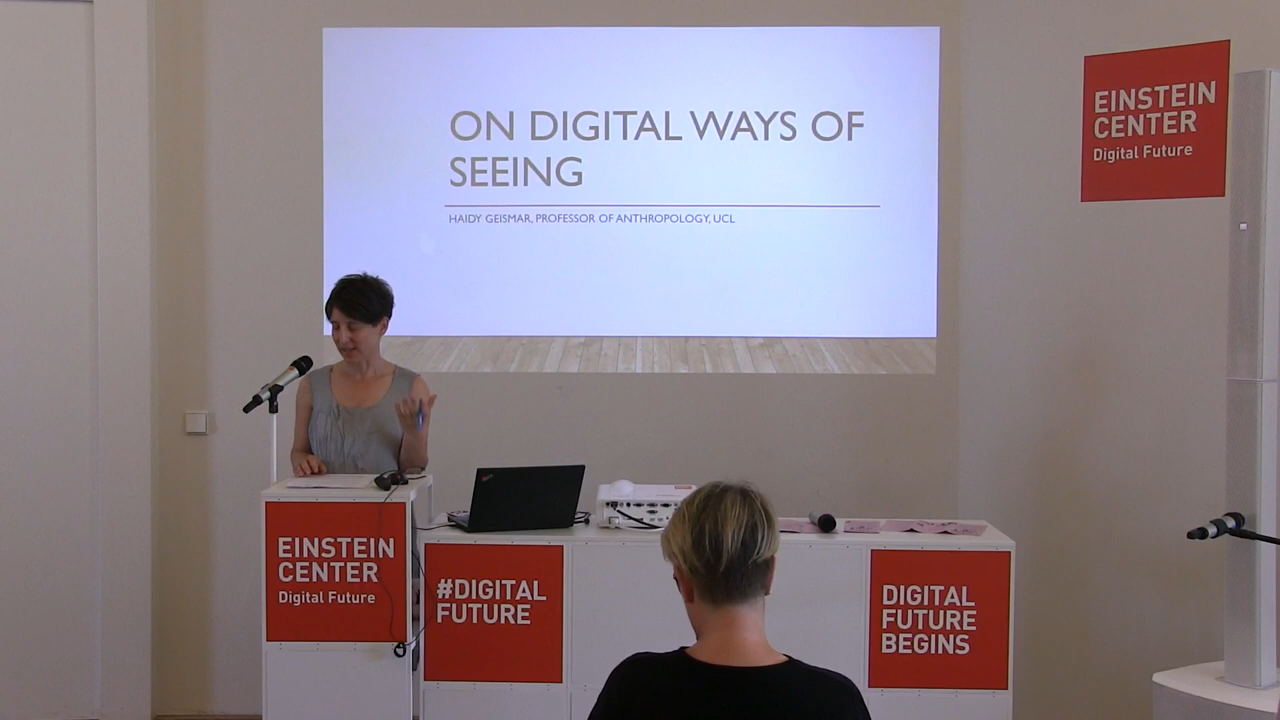 ON DIGITAL WAYS OF
SEEING
HAIDY GEISMAR, PROFESSOR OF ANTHROPOLOGY, UCL
EINSTEIN
CENTER
Digital Future
EINSTEIN
CENTER
Digital Future
#DIGITAL
FUTURE
DIGITAL
FUTURE
BEGINS